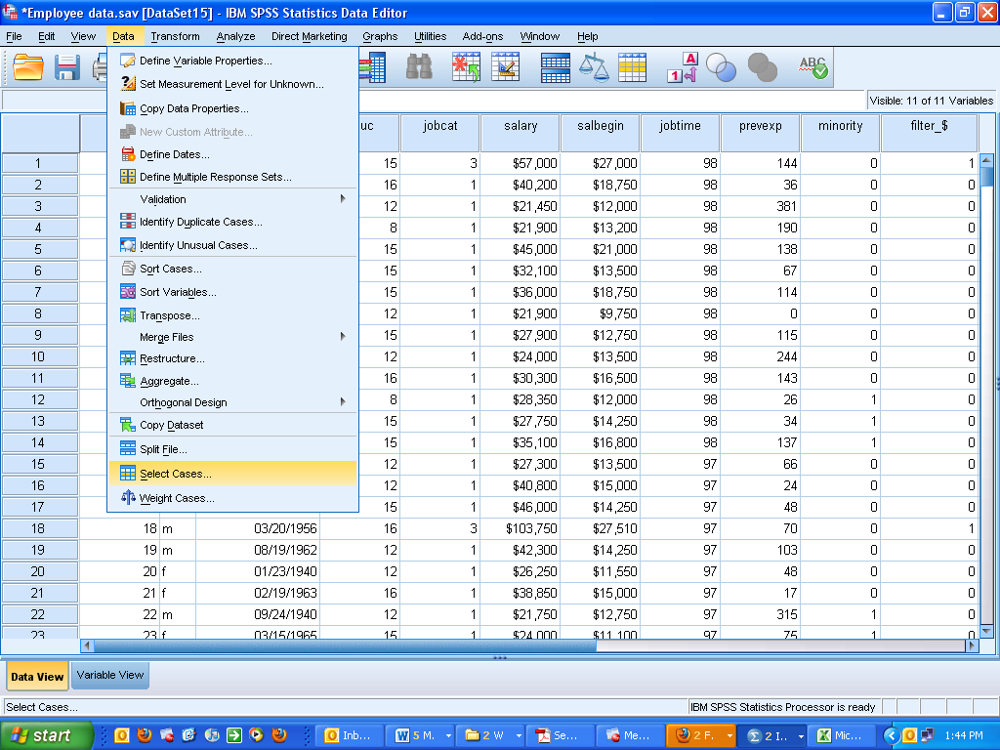 *Employee data.sav [DataSet15] - IBM SPSS Statistics Data Editor
File Edit View Data Transform Analyze Direct Marketing Graphs Utilities Add-ons Window Help
1 A
ABC
Visible: 11 of 11 Variables
Define Variable Properties...
Set Measurement Level for Unknown...
Copy Data Properties...
New Custom Attribute...
Define Dates...
Define Multiple Response Sets...
Validation
Identify Duplicate Cases...
Identify Unusual Cases...
Sort Cases...
Sort Variables...
Transpose...
Merge Files
Restructure...
Aggregate...
Orthogonal Design
Copy Dataset
Split File...
Select Cases...
Weight Cases...
uc jobcat salary salbegin jobtime prevexp minority filter_$
1 15 3 $57,000 $27,000 98 144 0 1
2 16 1 $40,200 $18,750 98 36 0 0
3 12 1 $21,450 $12,000 98 381 0 0
4 8 1 $21,900 $13,200 98 190 0 0
5 15 1 $45,000 $21,000 98 138 0 0
6 15 1 $32,100 $13,500 98 67 0 0
7 15 1 $36,000 $18,750 98 114 0 0
8 12 1 $21,900 $9,750 98 0 0 0
9 15 1 $27,900 $12,750 98 115 0 0
10 12 1 $24,000 $13,500 98 244 0 0
11 16 1 $30,300 $16,500 98 143 0 0
12 8 1 $28,350 $12,000 98 26 1 0
13 15 1 $27,750 $14,250 98 34 1 0
14 15 1 $35,100 $16,800 98 137 1 0
15 12 1 $27,300 $13,500 97 66 0 0
16 12 1 $40,800 $15,000 97 24 0 0
17 15 1 $46,000 $14,250 97 48 0 0
18 18 m 03/20/1956 16 3 $103,750 $27,510 97 70 0 1
19 19 m 08/19/1962 12 1 $42,300 $14,250 97 103 0 0
20 20 f 01/23/1940 12 1 $26,250 $11,550 97 48 0 0
21 21 f 02/19/1963 16 1 $38,850 $15,000 97 17 0 0
22 22 m 09/24/1940 12 1 $21,750 $12,750 97 315 1 0
23 23 f 03/15/1965 15 1 $24,000 $11,100 97 75 1 0
Data View Variable View
Select Cases...
IBM SPSS Statistics Processor is ready
start Inb... 5 M. 2 W Se... Me... 2 F. 2 I.. Mic... 1:44 PM